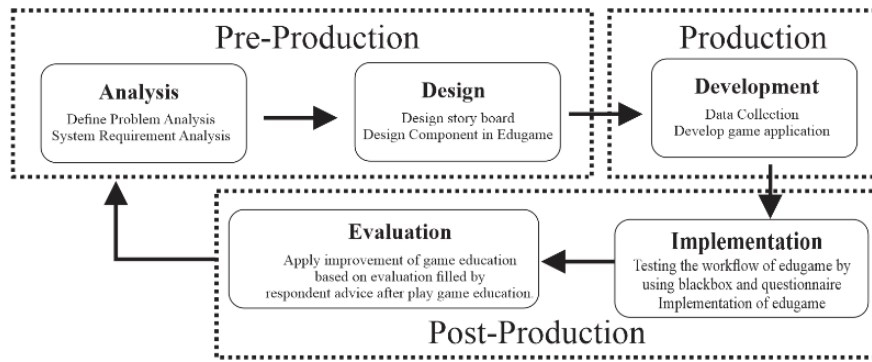 Pre-Production
Analysis
Define Problem Analysis
System Requirement Analysis
Design
Design story board
Design Component in Edugame
Production
Development
Data Collection
Develop game application
Implementation
Testing the workflow of edugame by
using blackbox and questionnaire
Implementation of edugame
Evaluation
Apply improvement of game education
based on evaluation filled by
respondent advice after play game education.
Post-Production